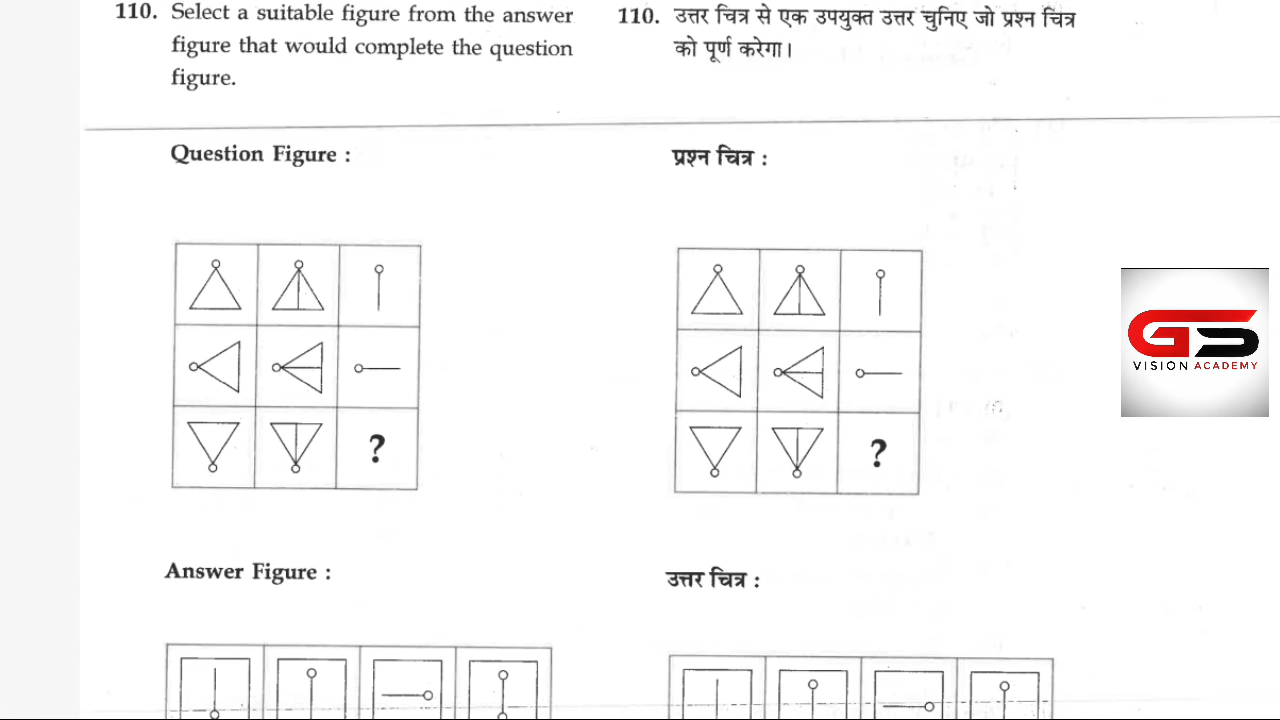 110. Select a suitable figure from the answer
figure that would complete the question
figure.
110. उत्तर चित्र से एक उपयुक्त उत्तर चुनिए जो प्रश्न चित्र
को पूर्ण करेगा।
Question Figure :
प्रश्न चित्र :
?
?
GS
VISION ACADEMY
Answer Figure :
उत्तर चित्र :